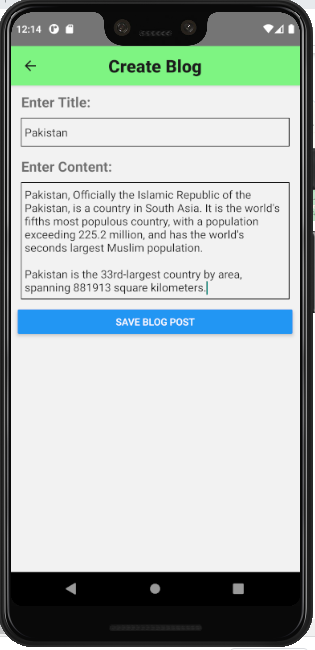 12:14
Create Blog
Enter Title:
Pakistan
Enter Content:
Pakistan, Officially the Islamic Republic of the
Pakistan, is a country in South Asia. It is the world's
fifths most populous country, with a population
exceeding 225.2 million, and has the world's
seconds largest Muslim population.
Pakistan is the 33rd-largest country by area,
spanning 881913 square kilometers.
SAVE BLOG POST